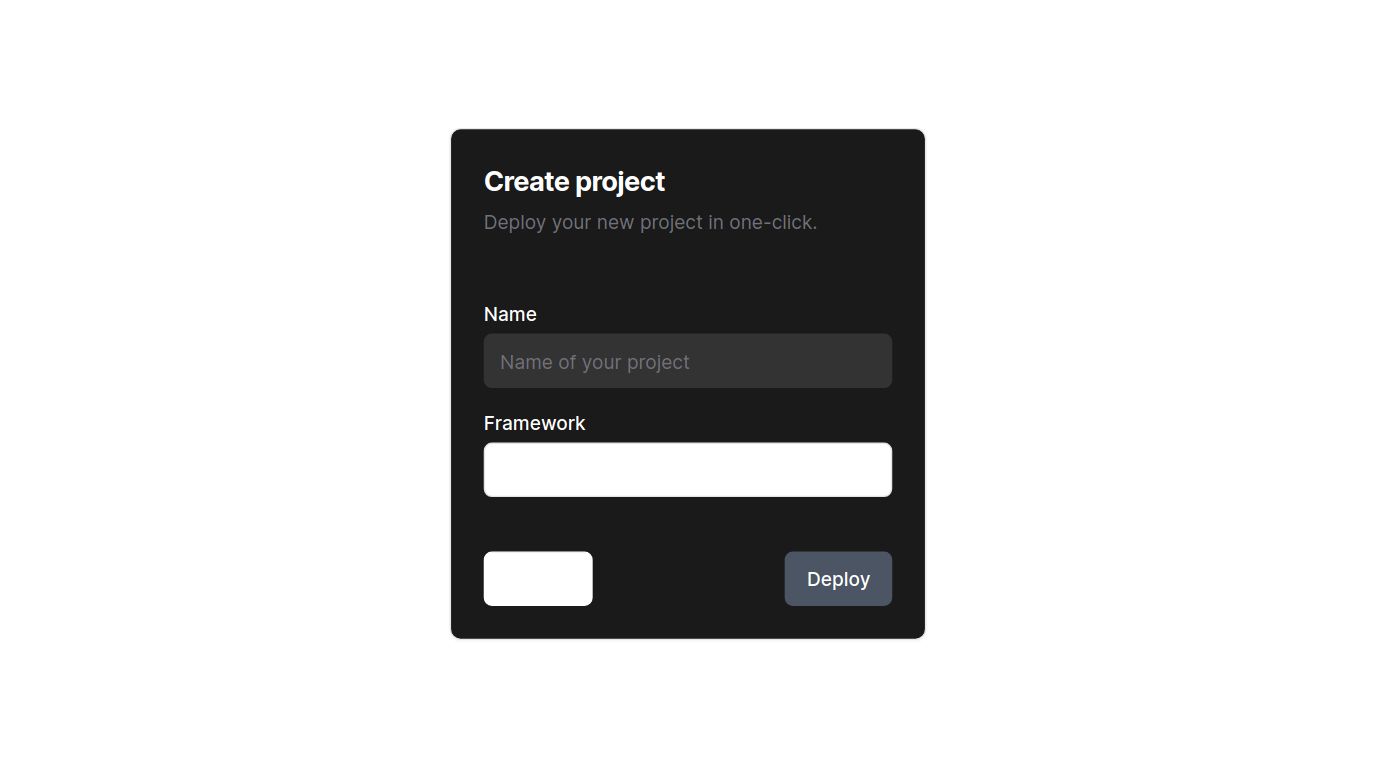 Create project
Deploy your new project in one-click.
Name
Name of your project
Framework
Deploy